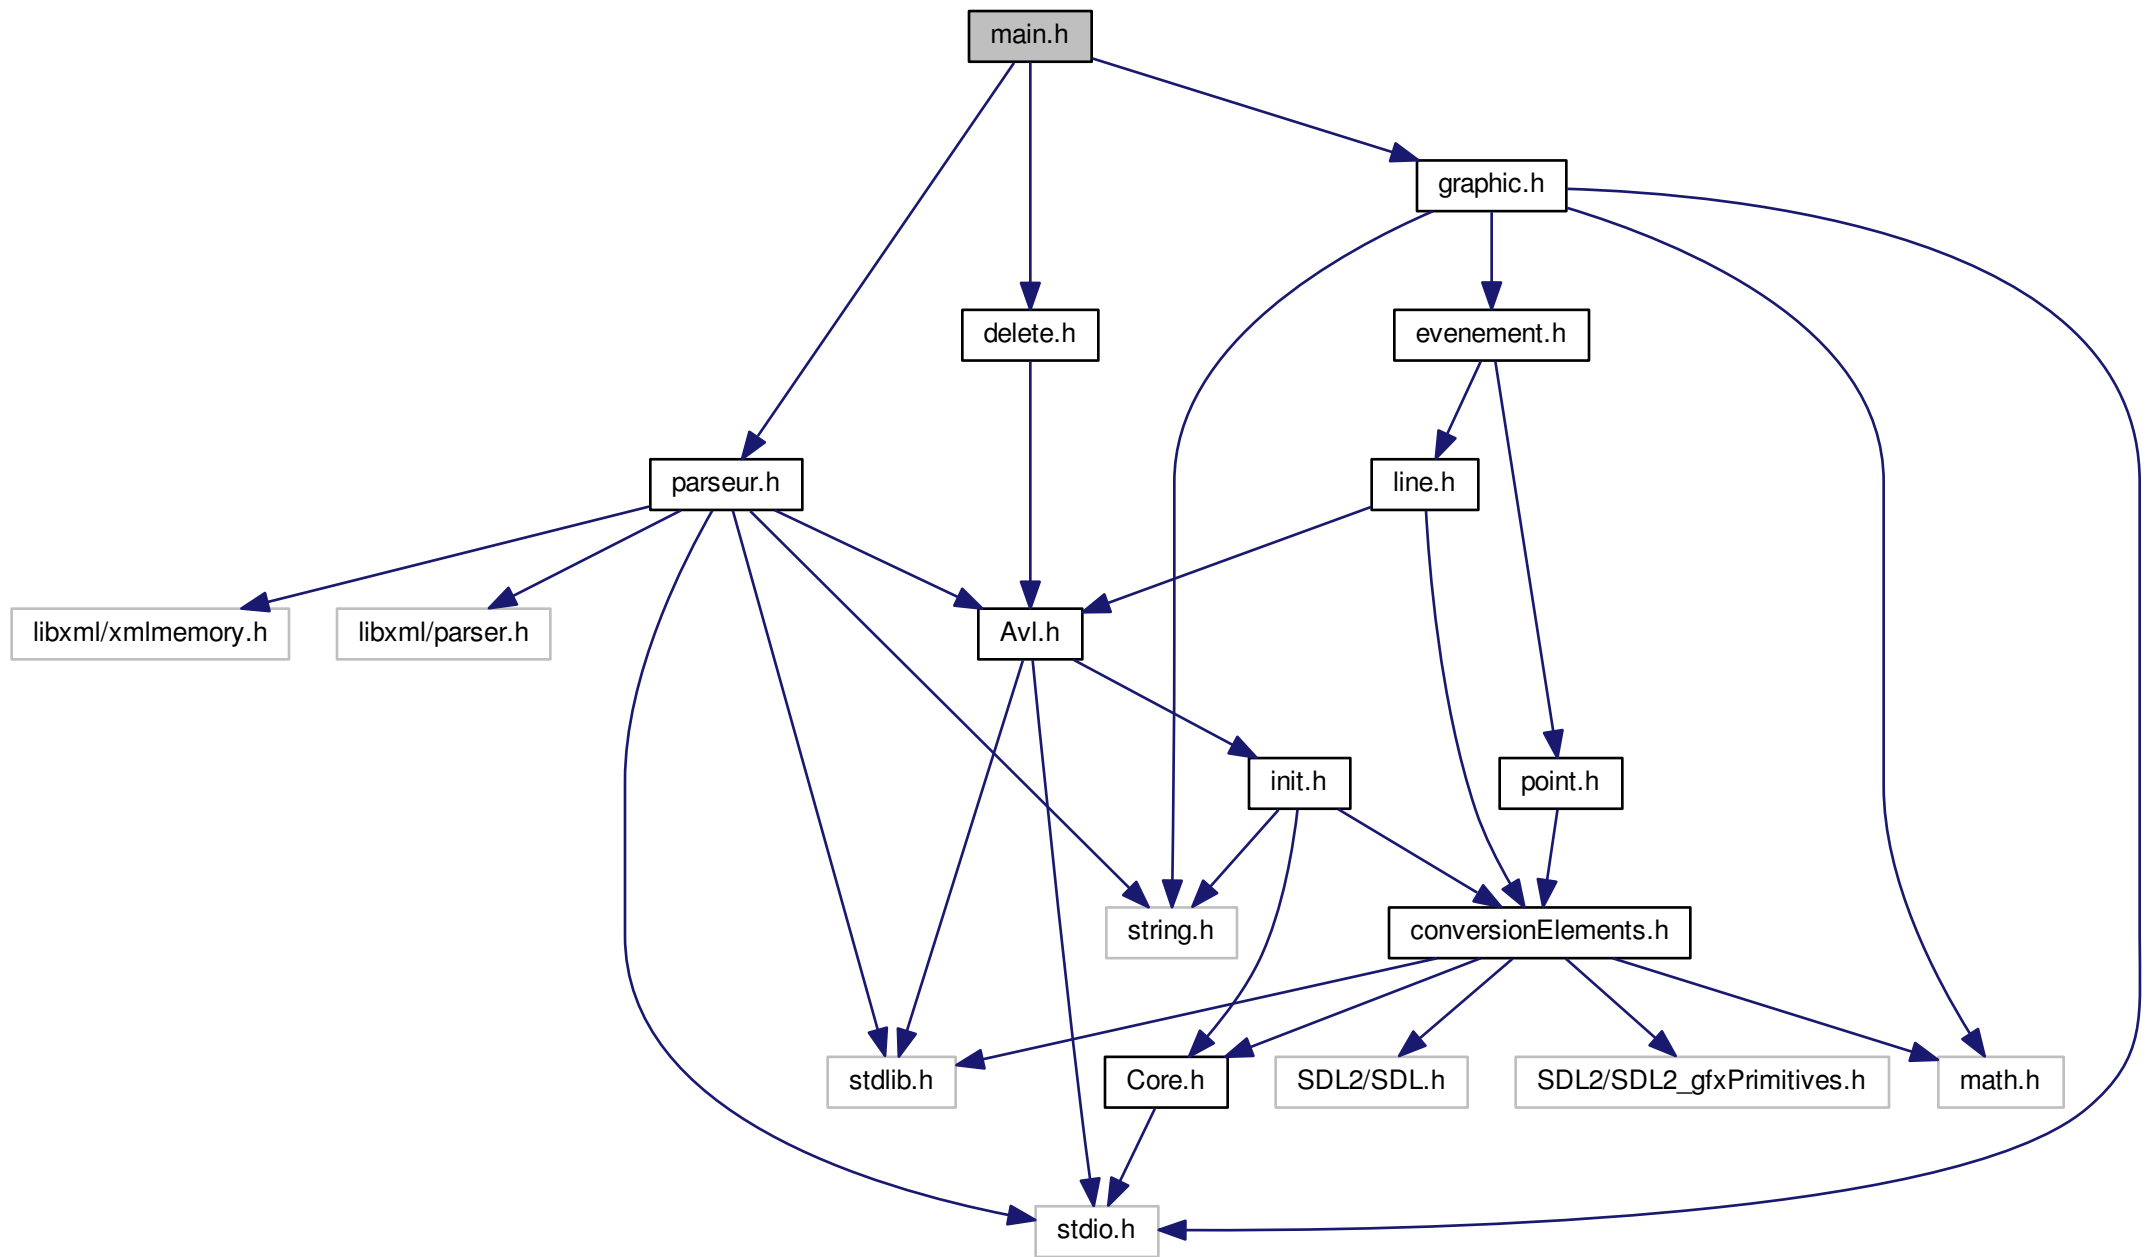 main.h
graphic.h
delete.h
evenement.h
parseur.h
line.h
libxml/xmlmemory.h
libxml/parser.h
Avl.h
init.h
point.h
string.h
conversionElements.h
stdlib.h
Core.h
SDL2/SDL.h
SDL2/SDL2_gfxPrimitives.h
math.h
stdio.h